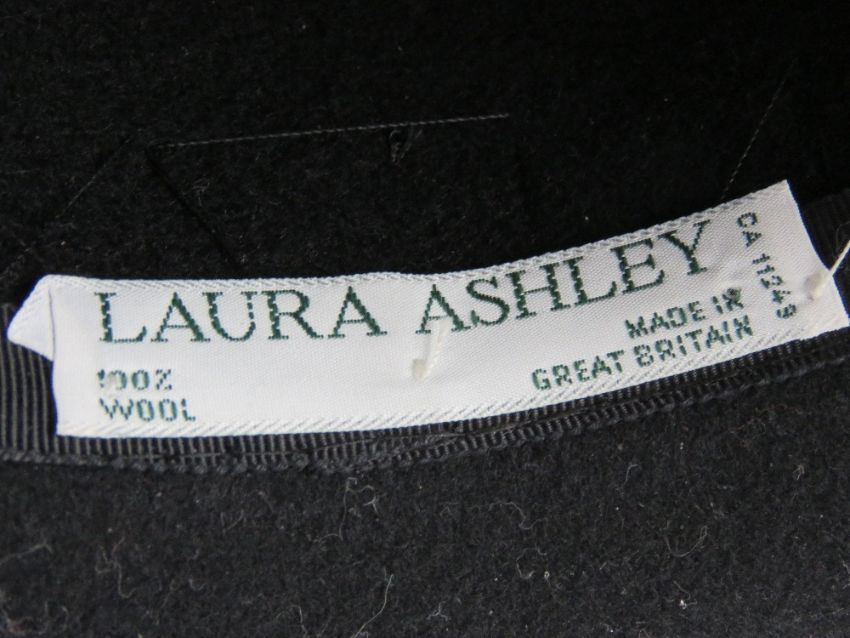 LAURA ASHLEY
100%
WOOL
MADE IN
GREAT BRITAIN
CA 11249